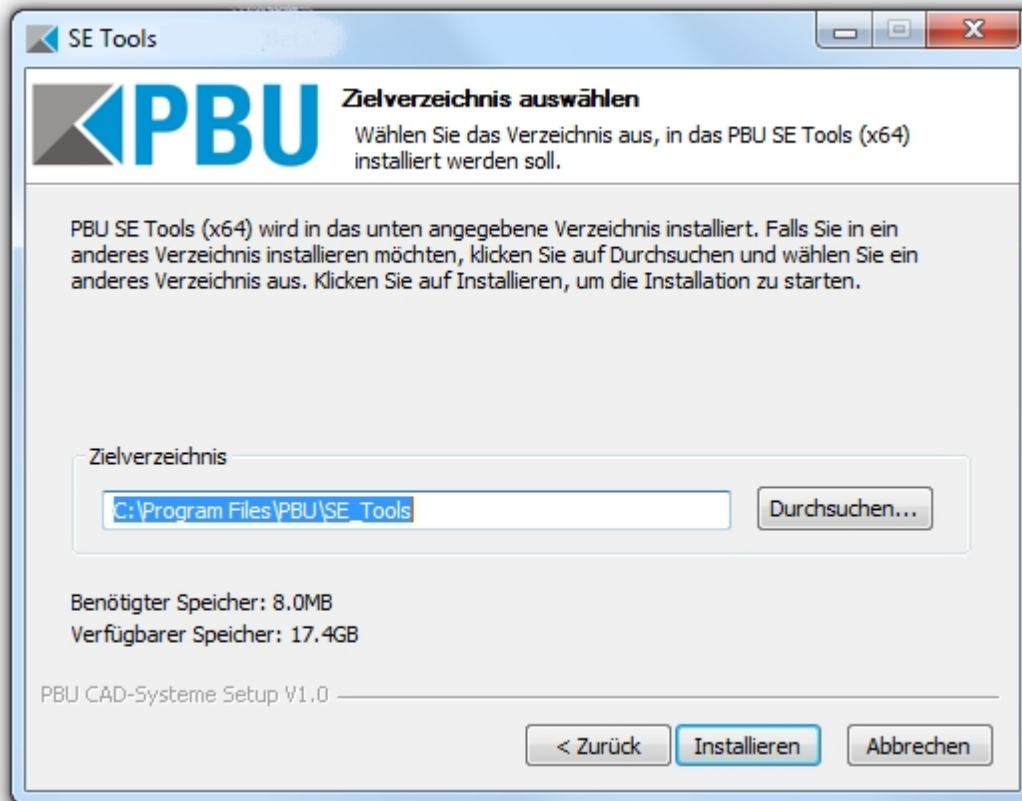 SE Tools
PBU
Zielverzeichnis auswählen
Wählen Sie das Verzeichnis aus, in das PBU SE Tools (x64)
installiert werden soll.
PBU SE Tools (x64) wird in das unten angegebene Verzeichnis installiert. Falls Sie in ein
anderes Verzeichnis installieren möchten, klicken Sie auf Durchsuchen und wählen Sie ein
anderes Verzeichnis aus. Klicken Sie auf Installieren, um die Installation zu starten.
Zielverzeichnis
C:\Program Files\PBU\SE_Tools
Durchsuchen...
Benötigter Speicher: 8.0MB
Verfügbarer Speicher: 17.4GB
PBU CAD-Systeme Setup V1.0
< Zurück
Installieren
Abbrechen